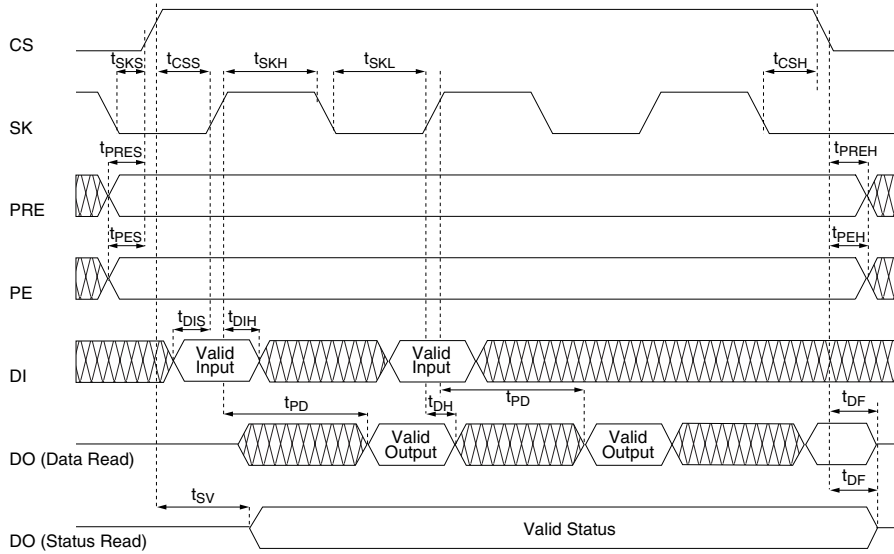 CS
tSKS tCSS tSKH tSKL tCSH
SK
tPRES tPREH
PRE
tPES tPEH
PE
tDIS tDIH
Valid Input Valid Input
DI
tPD tDH tPD tDF
Valid Output Valid Output
DO (Data Read)
tSV tDF
Valid Status
DO (Status Read)